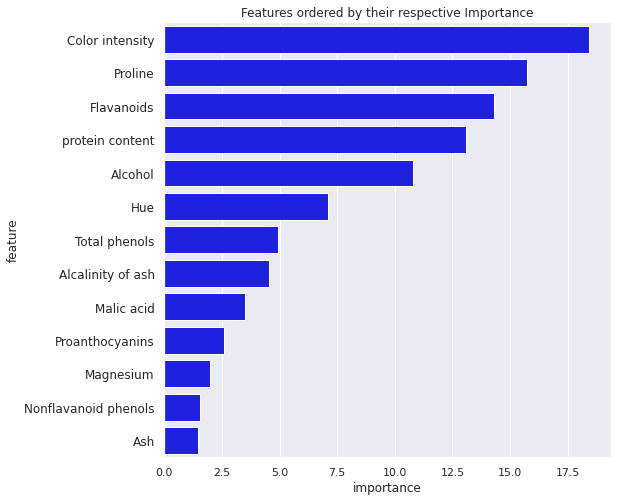 Features ordered by their respective Importance
Color intensity
Proline
Flavanoids
protein content
Alcohol
Hue
Total phenols
Alcalinity of ash
Malic acid
Proanthocyanins
Magnesium
Nonflavanoid phenols
Ash
feature
0.0 2.5 5.0 7.5 10.0 12.5 15.0 17.5
importance